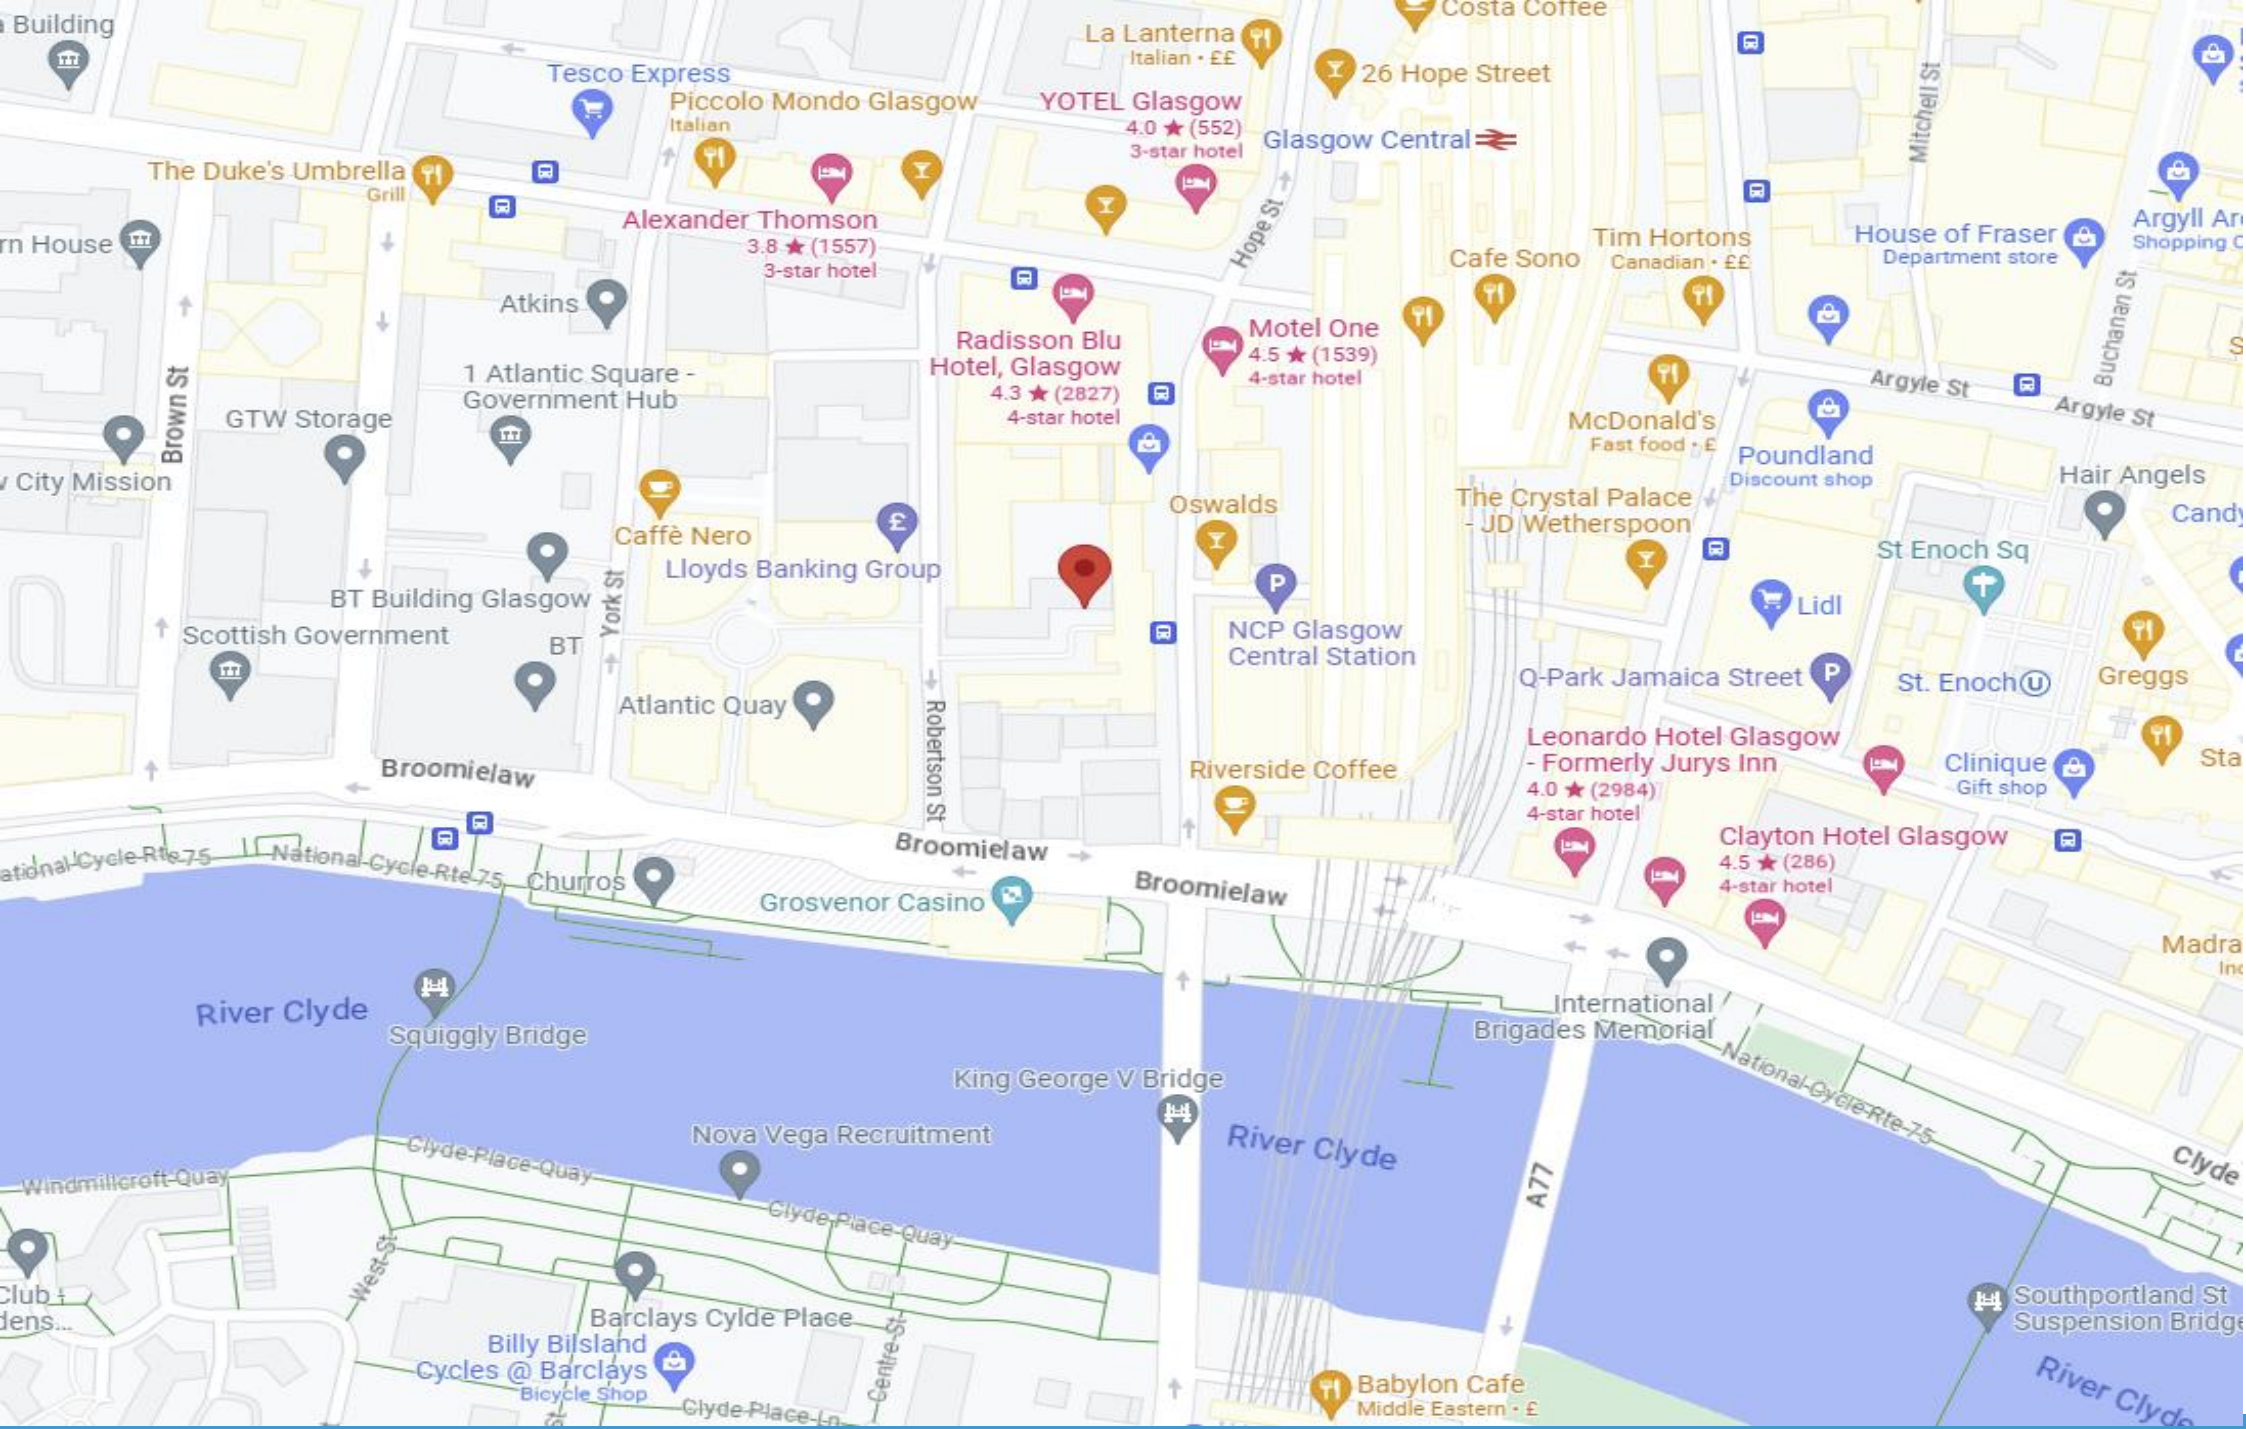 a Building
Costa Coffee
La Lanterna
Italian • ££
26 Hope Street
Tesco Express
Piccolo Mondo Glasgow
Italian
YOTEL Glasgow
4.0 ★ (552)
3-star hotel
Glasgow Central
Mitchell St
The Duke's Umbrella
Grill
Alexander Thomson
3.8 ★ (1557)
3-star hotel
Hope St
rn House
Cafe Sono
Tim Hortons
Canadian • ££
House of Fraser
Department store
Argyll Ar
Shopping C
Buchanan St
Atkins
Radisson Blu
Hotel, Glasgow
4.3 ★ (2827)
4-star hotel
Motel One
4.5 ★ (1539)
4-star hotel
1 Atlantic Square -
Government Hub
Brown St
GTW Storage
Argyle St
Argyle St
McDonald's
Fast food • £
Poundland
Discount shop
City Mission
Hair Angels
Candy
Oswalds
The Crystal Palace
- JD Wetherspoon
Caffè Nero
Lloyds Banking Group
£
P
St Enoch Sq
BT Building Glasgow
York St
Lidl
Scottish Government
BT
NCP Glasgow
Central Station
Q-Park Jamaica Street
P
St. Enoch U
Greggs
Atlantic Quay
Robertson St
Leonardo Hotel Glasgow
- Formerly Jurys Inn
4.0 ★ (2984)
4-star hotel
Clinique
Gift shop
Sta
Broomielaw
Riverside Coffee
Broomielaw
Clayton Hotel Glasgow
4.5 ★ (286)
4-star hotel
ational Cycle Rte 75
National Cycle Rte 75
Churros
Grosvenor Casino
Broomielaw
Madra
International
Brigades Memorial
River Clyde
Squiggly Bridge
King George V Bridge
National Cycle Rte 75
Nova Vega Recruitment
River Clyde
A77
Clyde
Windmillcroft Quay
Clyde Place Quay
Clyde Place Quay
West St
Club -
dens...
Barclays Cylde Place
Billy Bilsland
Cycles @ Barclays
Bicycle Shop
Centre St
Clyde Place Ln
Southportland St
Suspension Bridge
River Clyde
Babylon Cafe
Middle Eastern • £